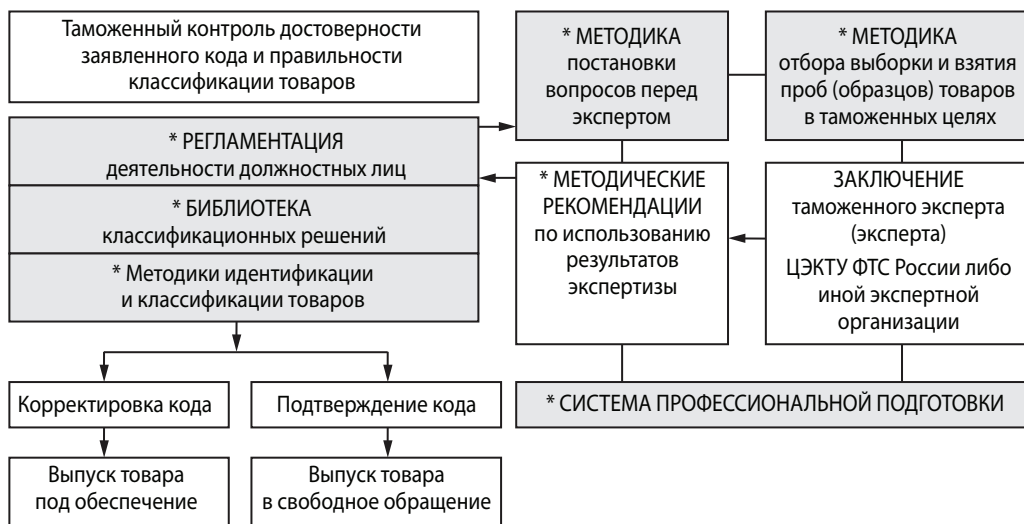 Таможенный контроль достоверности
заявленного кода и правильности
классификации товаров
* РЕГЛАМЕНТАЦИЯ
деятельности должностных лиц
* БИБЛИОТЕКА
классификационных решений
* Методики идентификации
и классификации товаров
Корректировка кода
Подтверждение кода
Выпуск товара
под обеспечение
Выпуск товара
в свободное обращение
* МЕТОДИКА
постановки
вопросов перед
экспертом
* МЕТОДИКА
отбора выборки и взятия
проб (образцов) товаров
в таможенных целях
* МЕТОДИЧЕСКИЕ
РЕКОМЕНДАЦИИ
по использованию
результатов
экспертизы
ЗАКЛЮЧЕНИЕ
таможенного эксперта
(эксперта)
ЦЭКТУ ФТС России либо
иной экспертной
организации
* СИСТЕМА ПРОФЕССИОНАЛЬНОЙ ПОДГОТОВКИ